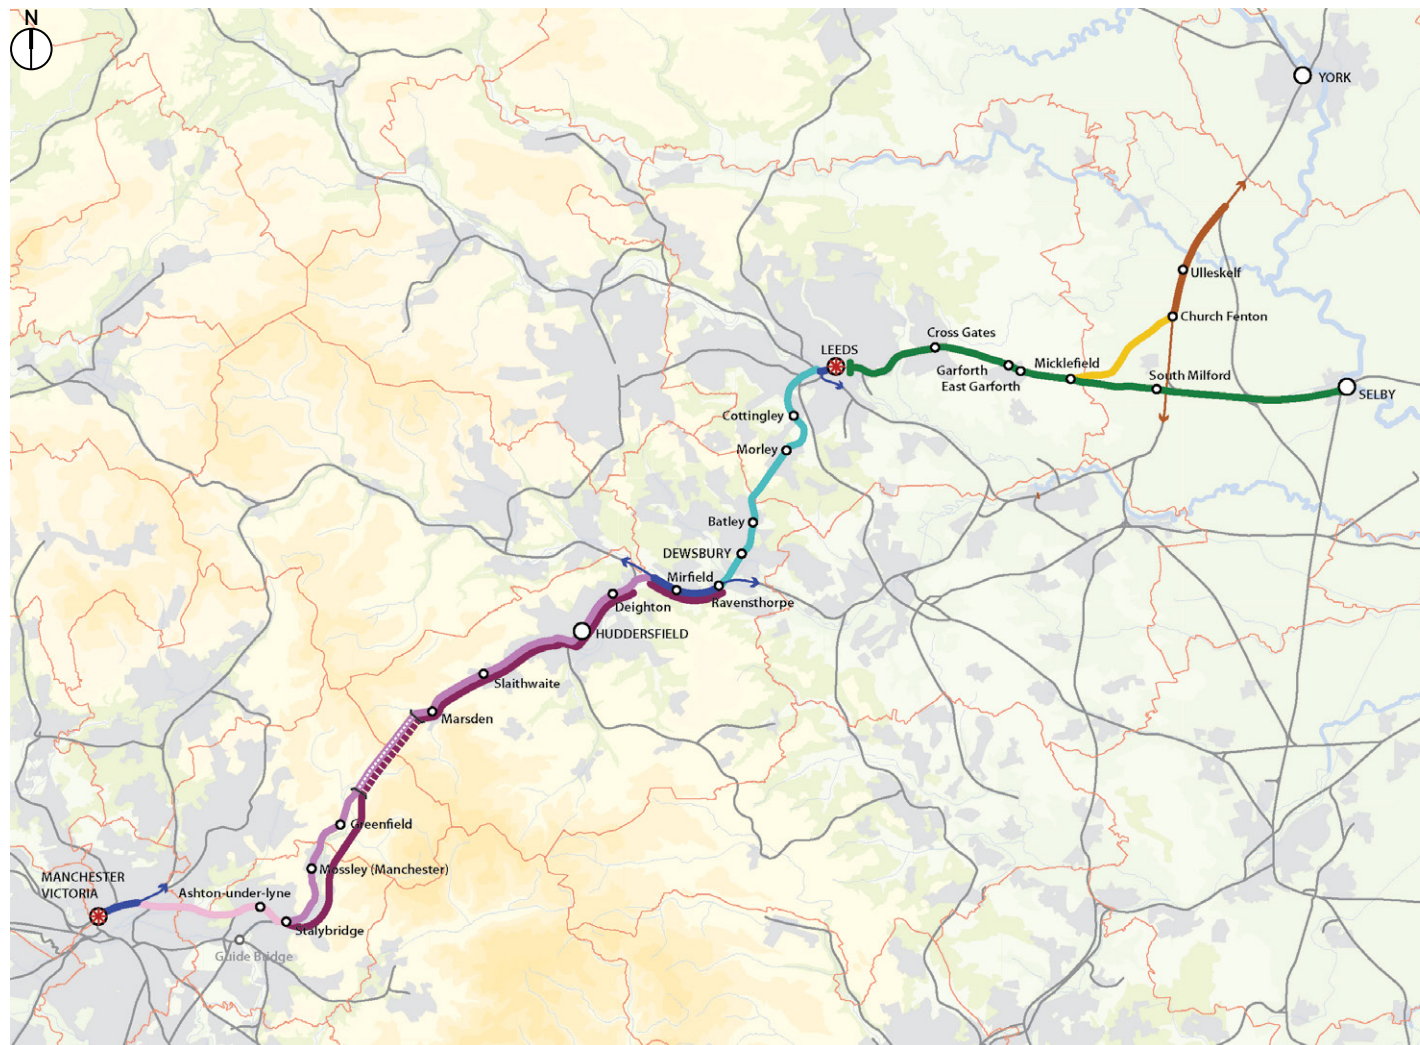 N
YORK
Ulleskelf
Church Fenton
Cross Gates
LEEDS
Micklefield
Garforth
South Milford
East Garforth
SELBY
Cottingley
Morley
Batley
DEWSBURY
Mirfield
Ravensthorpe
Deighton
HUDDERSFIELD
Slaithwaite
Marsden
Greenfield
Mossley (Manchester)
MANCHESTER
VICTORIA
Ashton-under-lyne
Stalybridge
Guide Bridge